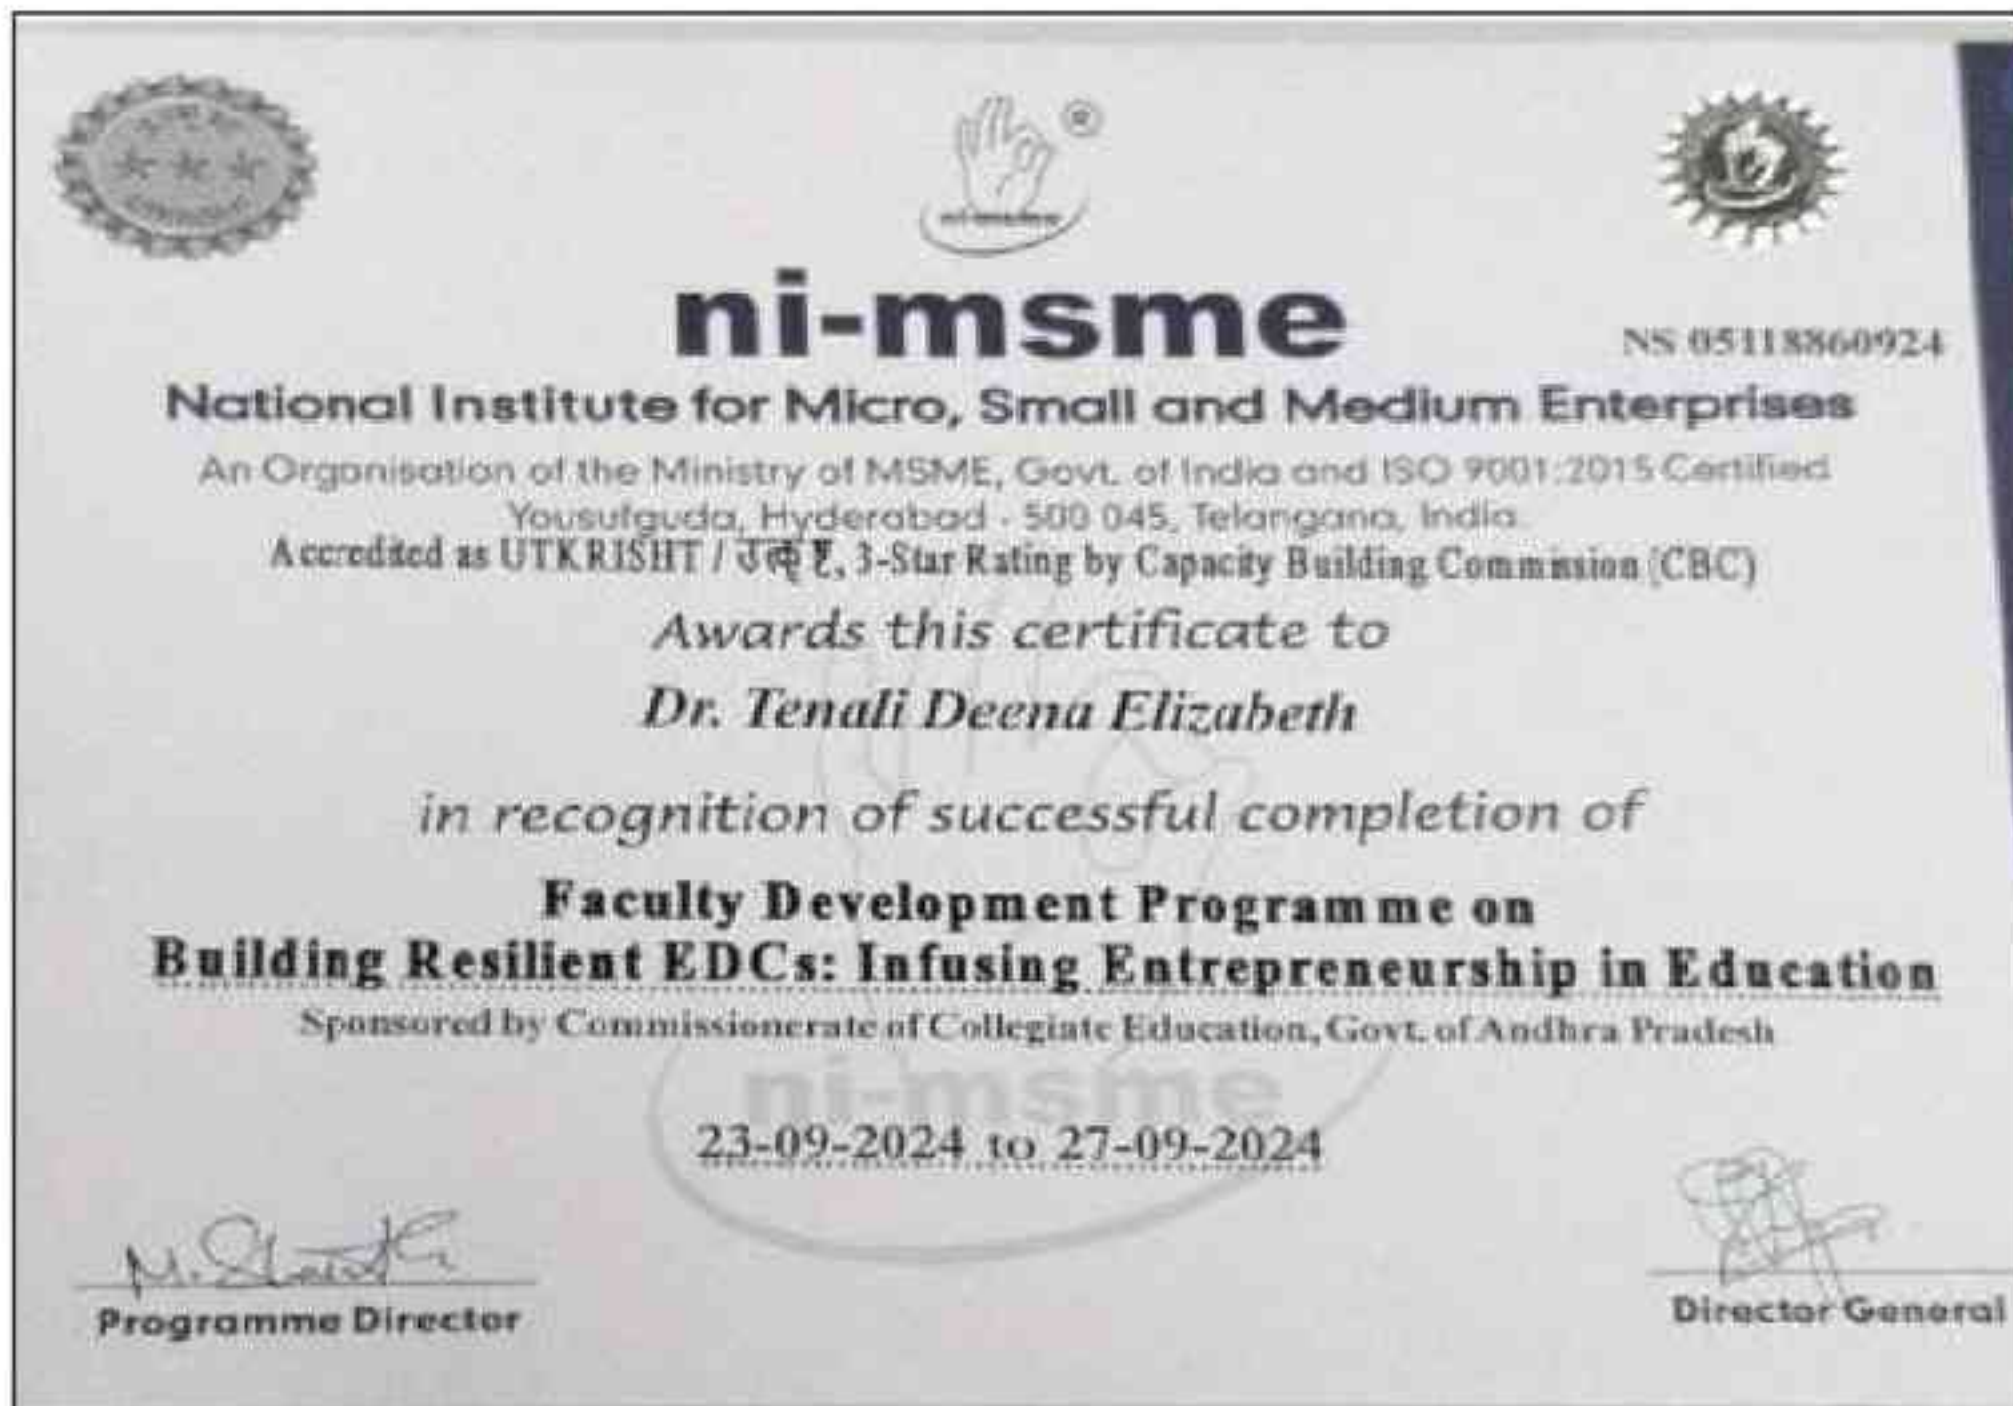 ni-msme
NS 05118860924
National Institute for Micro, Small and Medium Enterprises
An Organisation of the Ministry of MSME, Govt. of India and ISO 9001:2015 Certified
Yousufguda, Hyderabad - 500 045, Telangana, India.
Accredited as UTKRISHT / उत्कृष्ट, 3-Star Rating by Capacity Building Commission (CBC)
Awards this certificate to
Dr. Tenali Deena Elizabeth
in recognition of successful completion of
Faculty Development Programme on
Building Resilient EDCs: Infusing Entrepreneurship in Education
Sponsored by Commissionerate of Collegiate Education, Govt. of Andhra Pradesh
ni-msme
23-09-2024 to 27-09-2024
Programme Director
Director General